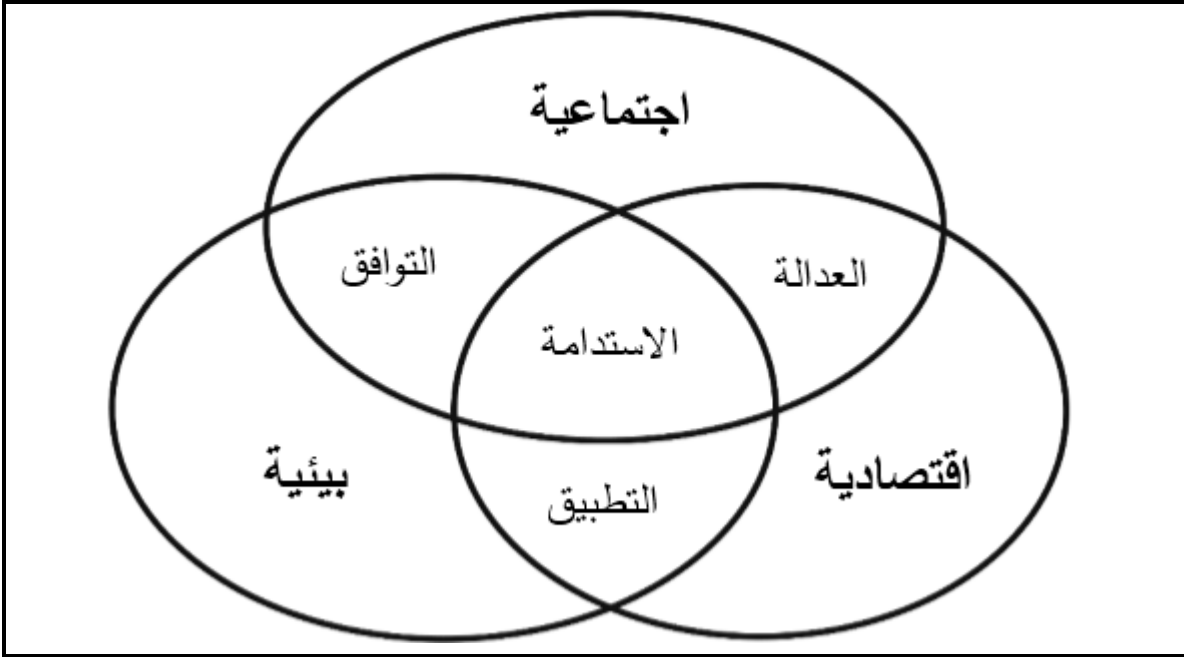 اجتماعية
العدالة
التوافق
الاستدامة
اقتصادية
بيئية
التطبيق